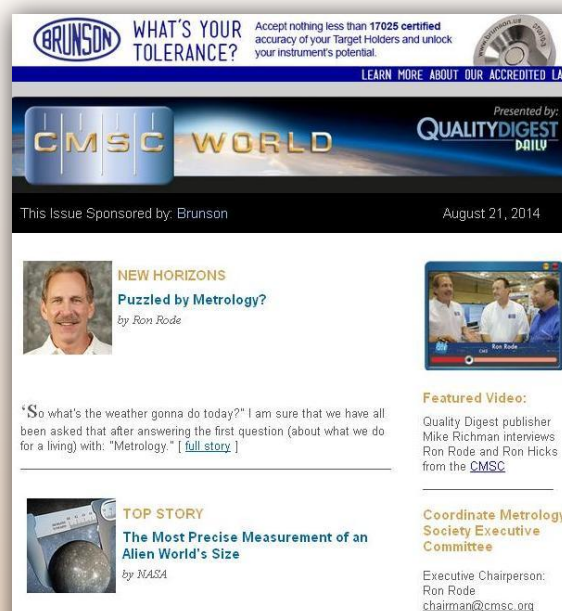 BRUNSON
WHAT'S YOUR
TOLERANCE?
Accept nothing less than 17025 certified
accuracy of your Target Holders and unlock
your instrument's potential.
www.brunson.us
LEARN MORE ABOUT OUR ACCREDITED LA
CMSC WORLD
Presented by:
QUALITYDIGEST
DAILY
This Issue Sponsored by: Brunson
August 21, 2014
NEW HORIZONS
Puzzled by Metrology?
by Ron Rode
'So what's the weather gonna do today?" I am sure that we have all
been asked that after answering the first question (about what we do
for a living) with: "Metrology." [ full story ]
TOP STORY
The Most Precise Measurement of an
Alien World's Size
by NASA
Ron Rode
CMSC
Featured Video:
Quality Digest publisher
Mike Richman interviews
Ron Rode and Ron Hicks
from the CMSC
Coordinate Metrology
Society Executive
Committee
Executive Chairperson:
Ron Rode
chairman@cmsc.org